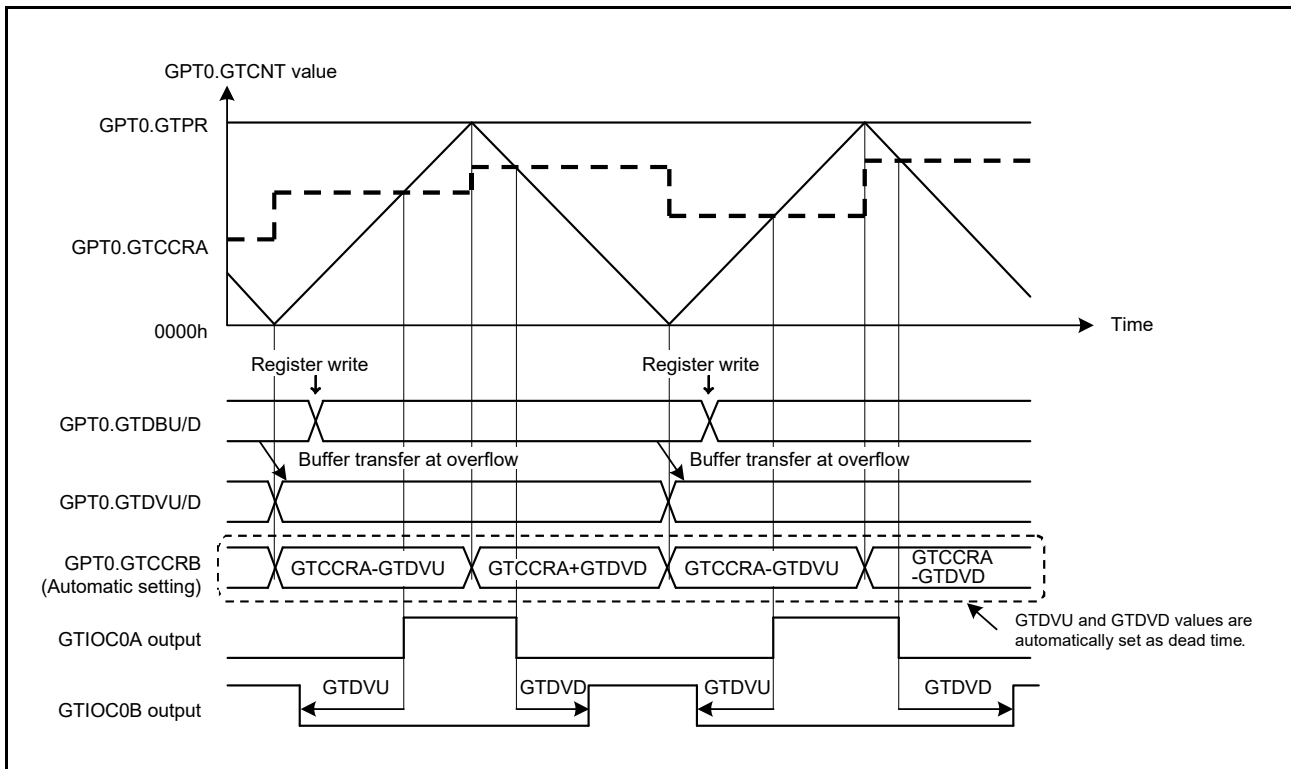 GPT0.GTCNT value
GPT0.GTPR
GPT0.GTCCRA
0000h
Time
Register write
Register write
GPT0.GTDBU/D
Buffer transfer at overflow
Buffer transfer at overflow
GPT0.GTDVU/D
GPT0.GTCCRB
(Automatic setting)
GTCCRA-GTDVU
GTCCRA+GTDVD
GTCCRA-GTDVU
GTCCRA
-GTDVD
GTDVU and GTDVD values are
automatically set as dead time.
GTIOC0A output
GTDVU
GTDVD
GTDVU
GTDVD
GTIOC0B output